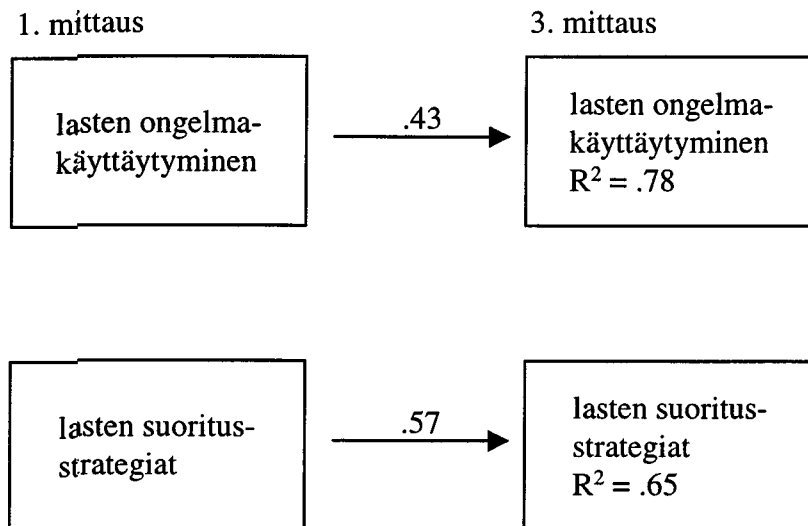 1. mittaus
3. mittaus
lasten ongelma-
käyttäytyminen
.43
lasten ongelma-
käyttäytyminen
R² = .78
lasten suoritus-
strategiat
.57
lasten suoritus-
strategiat
R² = .65